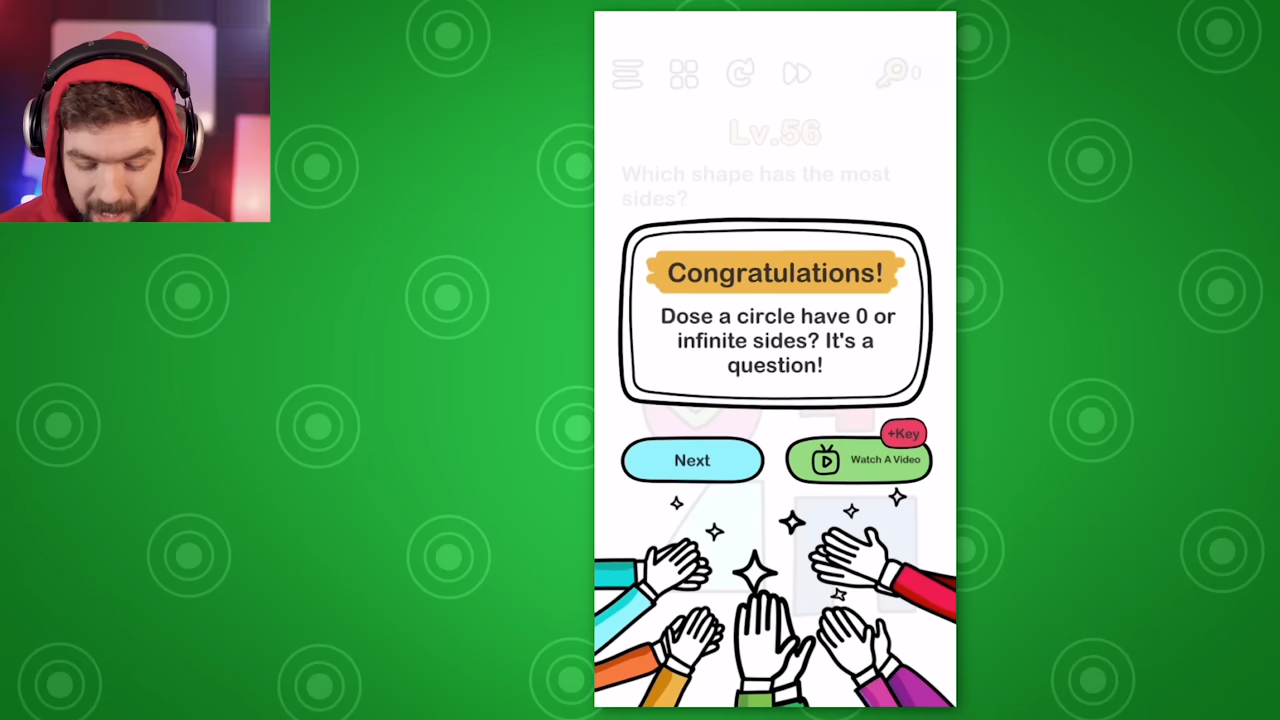 0
Lv.56
Which shape has the most
sides?
Congratulations!
Dose a circle have 0 or
infinite sides? It's a
question!
+Key
Next
Watch A Video